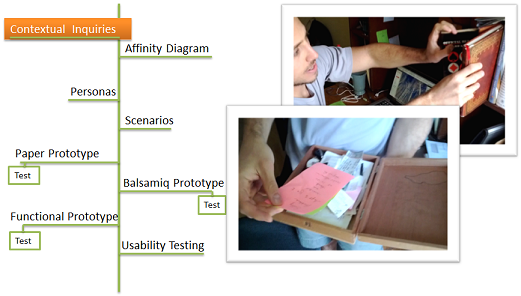 Contextual Inquiries
Affinity Diagram
Personas
Scenarios
Paper Prototype
Test
Balsamiq Prototype
Test
Functional Prototype
Test
Usability Testing